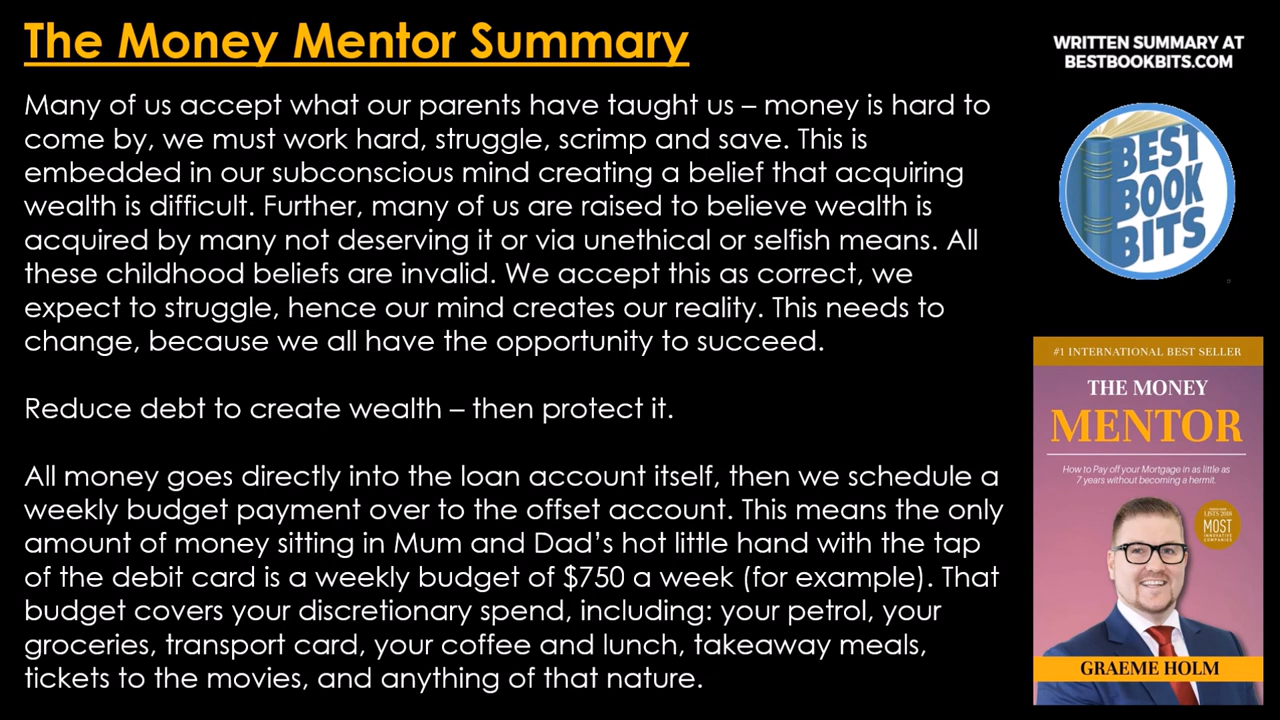 The Money Mentor Summary
Many of us accept what our parents have taught us – money is hard to
come by, we must work hard, struggle, scrimp and save. This is
embedded in our subconscious mind creating a belief that acquiring
wealth is difficult. Further, many of us are raised to believe wealth is
acquired by many not deserving it or via unethical or selfish means. All
these childhood beliefs are invalid. We accept this as correct, we
expect to struggle, hence our mind creates our reality. This needs to
change, because we all have the opportunity to succeed.
Reduce debt to create wealth – then protect it.
All money goes directly into the loan account itself, then we schedule a
weekly budget payment over to the offset account. This means the only
amount of money sitting in Mum and Dad’s hot little hand with the tap
of the debit card is a weekly budget of $750 a week (for example). That
budget covers your discretionary spend, including: your petrol, your
groceries, transport card, your coffee and lunch, takeaway meals,
tickets to the movies, and anything of that nature.
WRITTEN SUMMARY AT
BESTBOOKBITS.COM
BEST
BOOK
BITS
#1 INTERNATIONAL BEST SELLER
THE MONEY
MENTOR
How to Pay off your Mortgage in as little as
7 years without becoming a hermit.
LISTS 2018
MOST
INNOVATIVE
COMPANIES
GRAEME HOLM